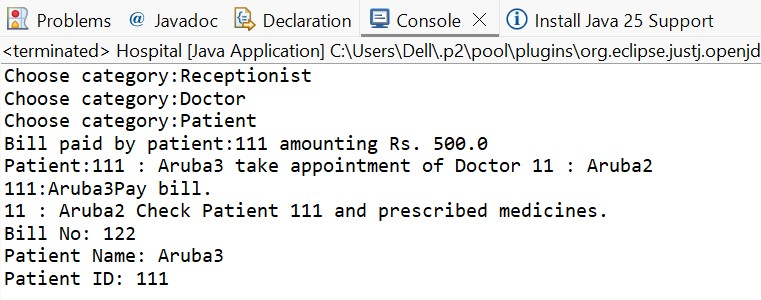 Problems @ Javadoc Declaration Console × Install Java 25 Support
<terminated> Hospital [Java Application] C:\Users\Dell\.p2\pool\plugins\org.eclipse.justj.openjd
Choose category:Receptionist
Choose category:Doctor
Choose category:Patient
Bill paid by patient:111 amounting Rs. 500.0
Patient:111 : Aruba3 take appointment of Doctor 11 : Aruba2
111:Aruba3Pay bill.
11 : Aruba2 Check Patient 111 and prescribed medicines.
Bill No: 122
Patient Name: Aruba3
Patient ID: 111